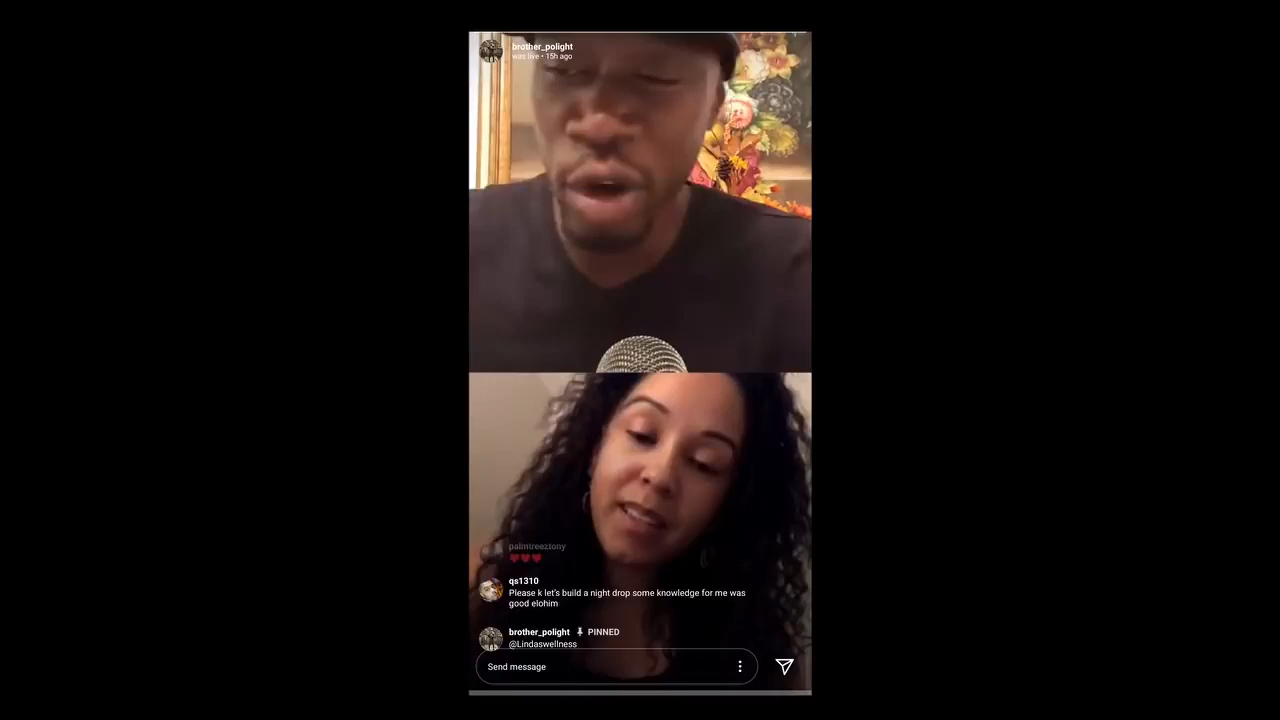 brother_polight
was live • 15h ago
palmtreeztony
❤❤❤
qs1310
Please k let's build a night drop some knowledge for me was
good elohim
brother_polight PINNED
@Lindaswellness
Send message